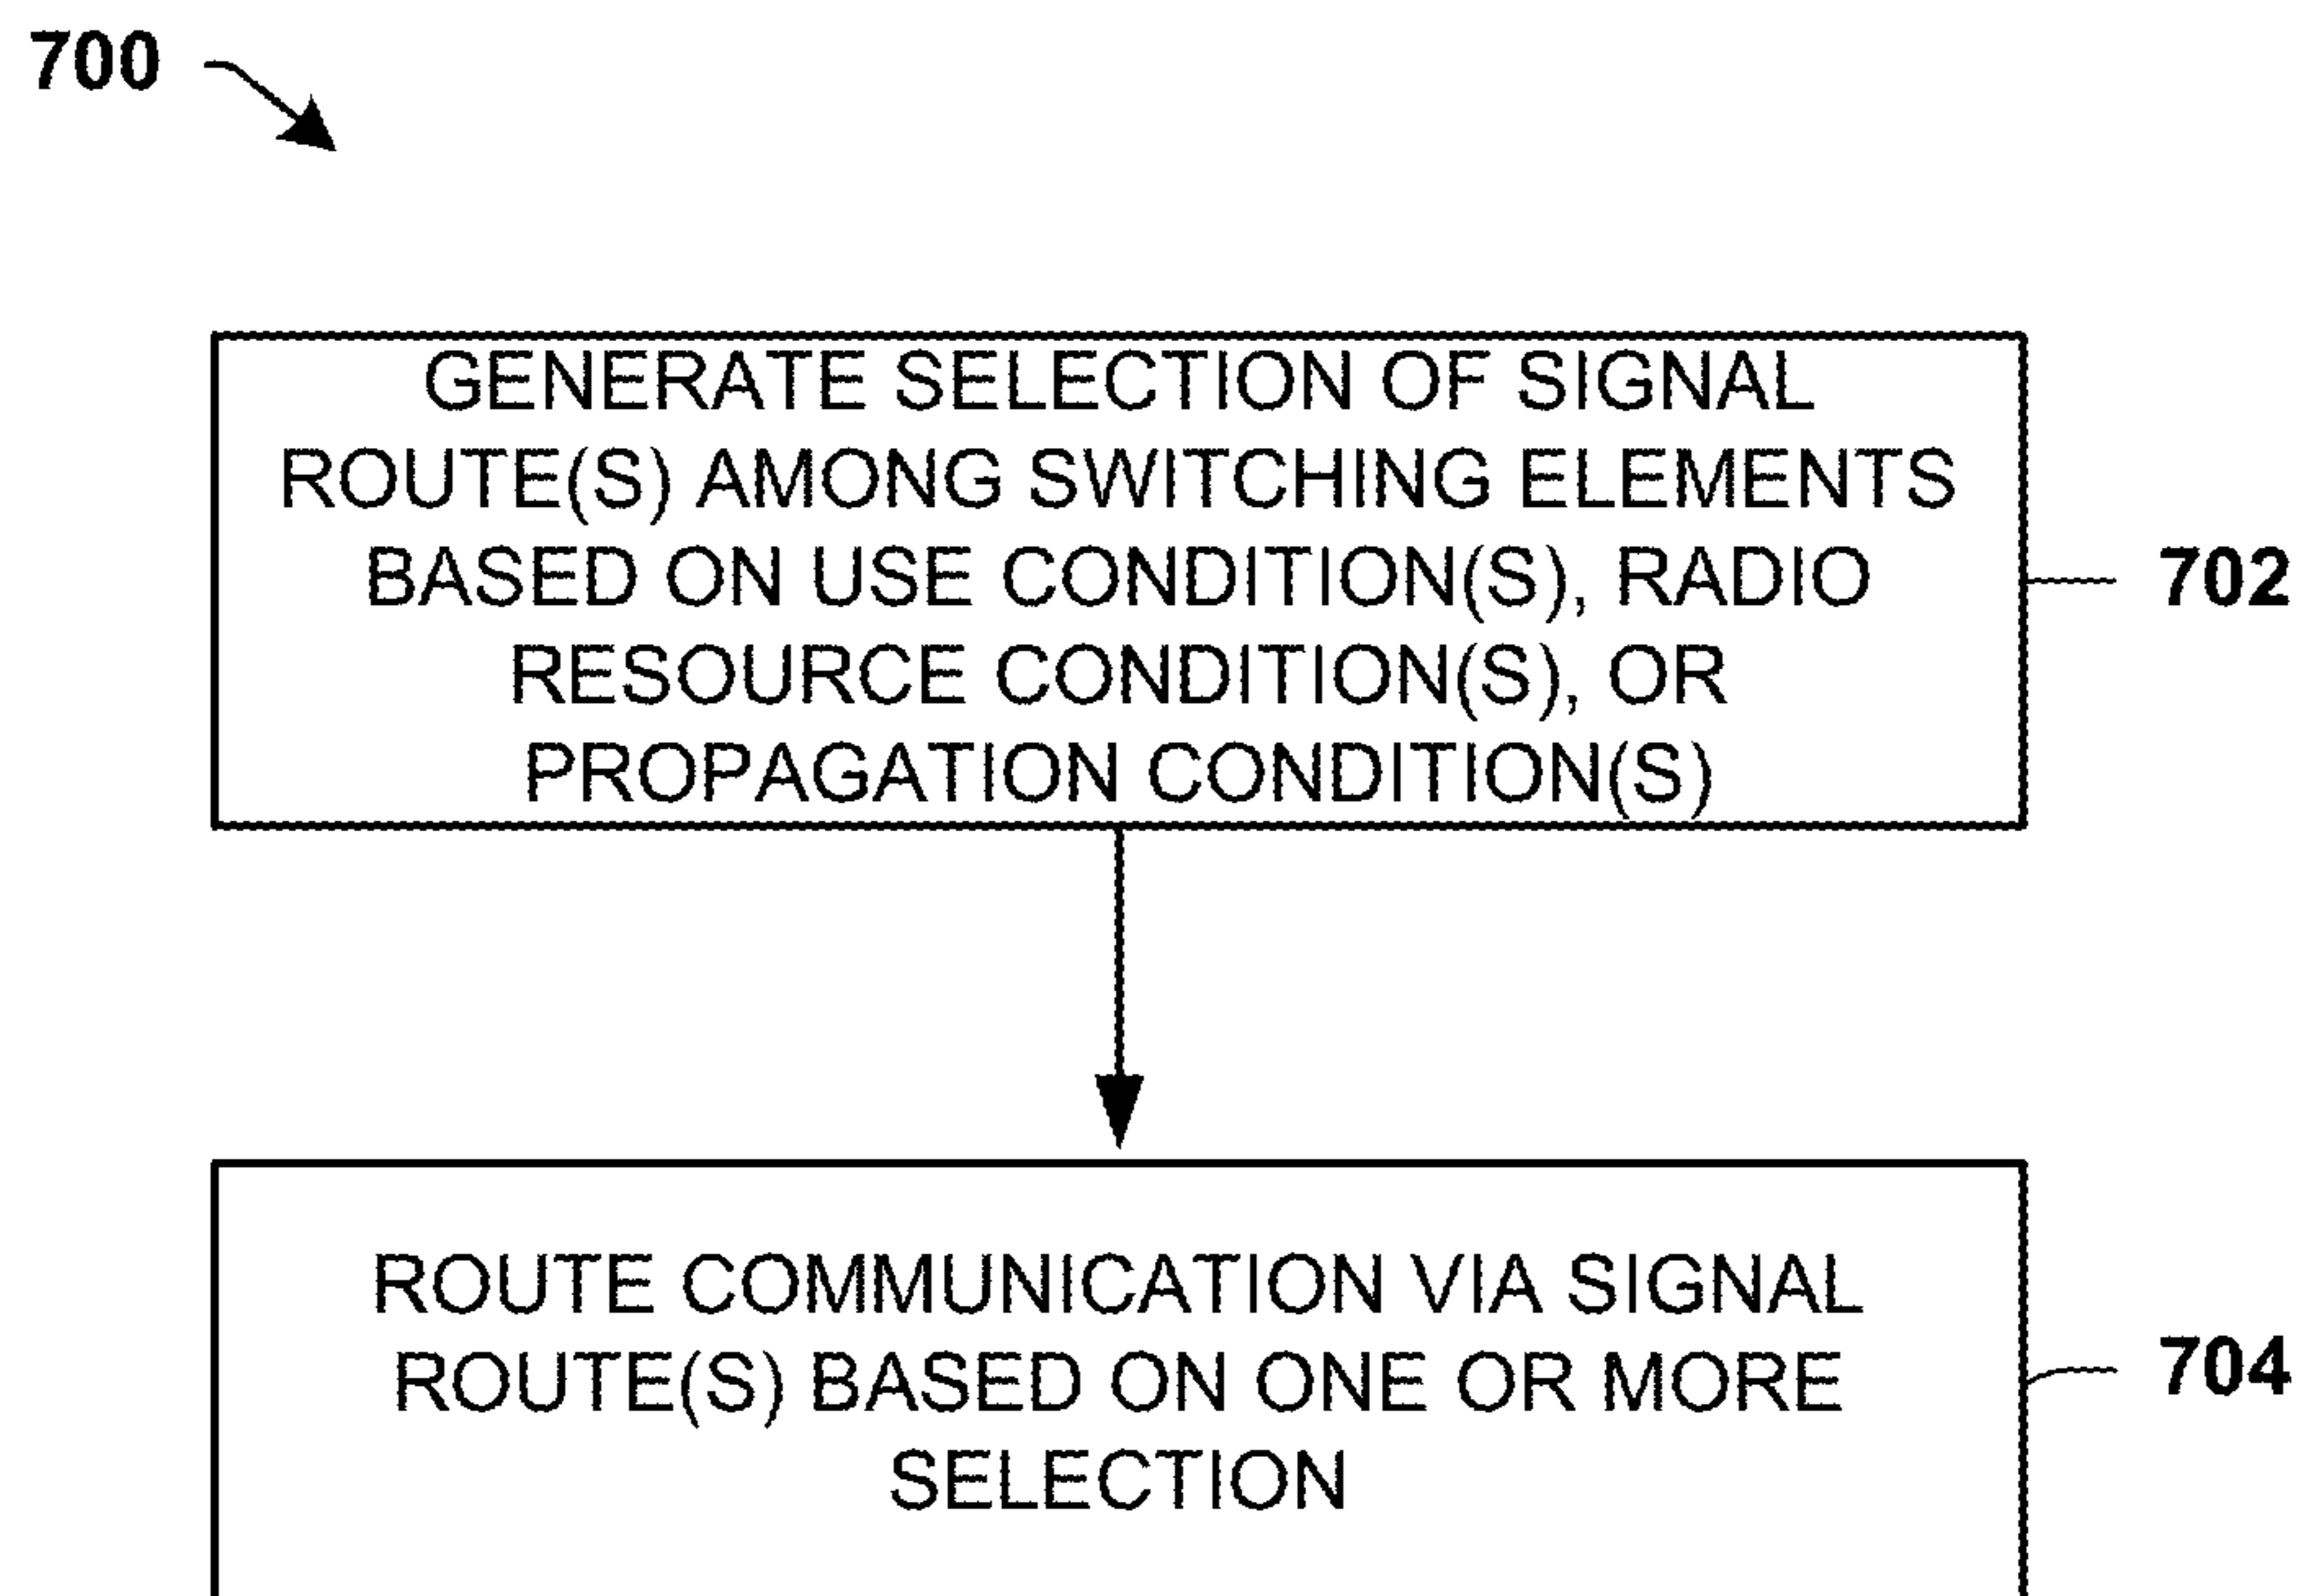 700
GENERATE SELECTION OF SIGNAL
ROUTE(S) AMONG SWITCHING ELEMENTS
BASED ON USE CONDITION(S), RADIO
RESOURCE CONDITION(S), OR
PROPAGATION CONDITION(S)
702
ROUTE COMMUNICATION VIA SIGNAL
ROUTE(S) BASED ON ONE OR MORE
SELECTION
704